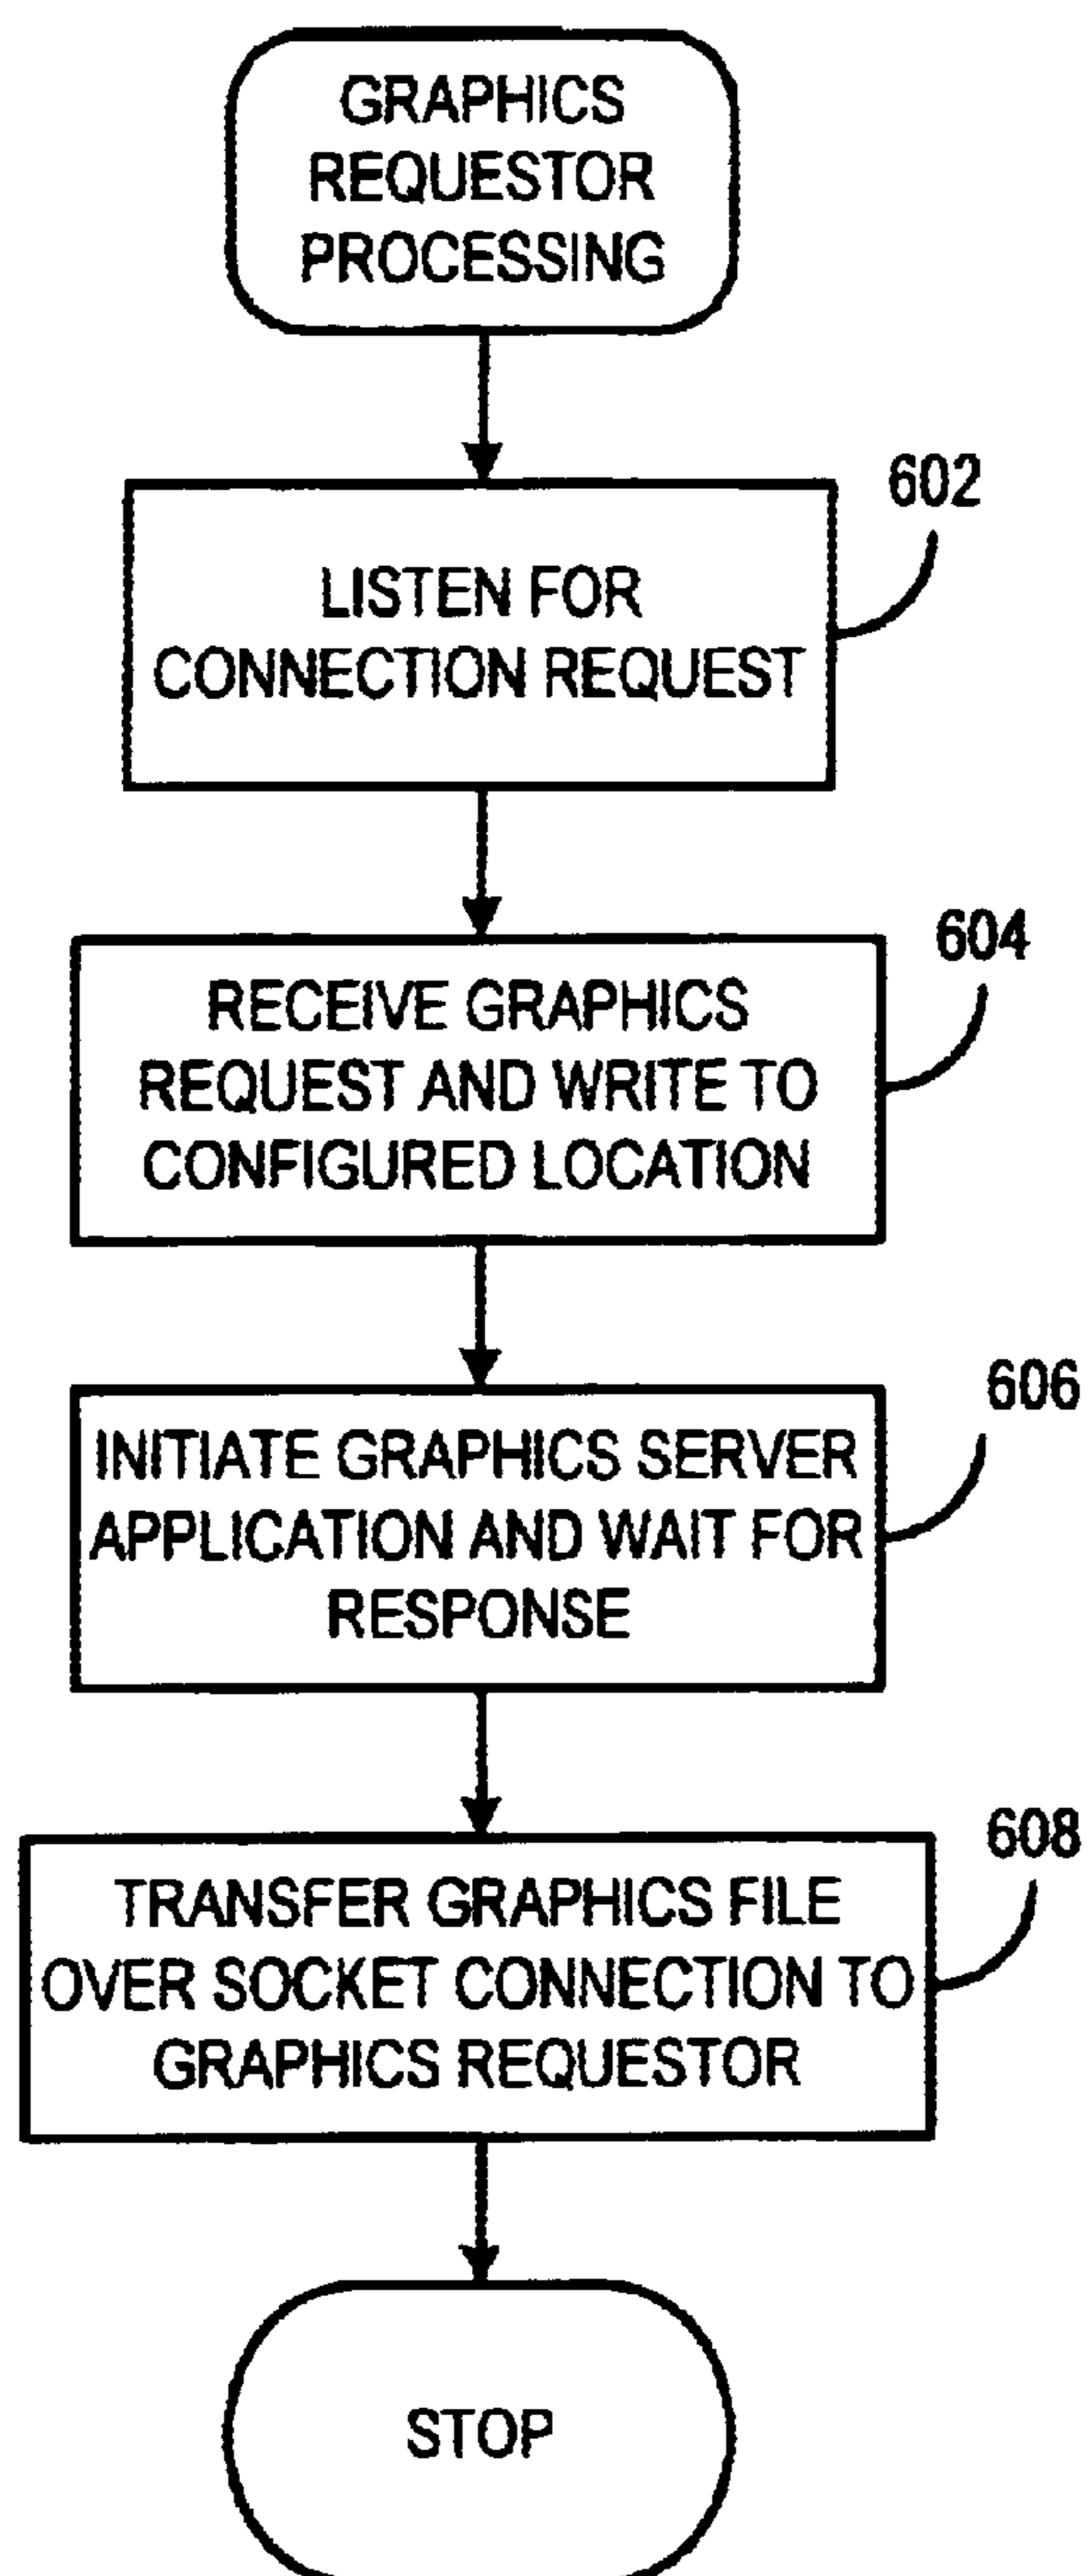 GRAPHICS
REQUESTOR
PROCESSING
602
LISTEN FOR
CONNECTION REQUEST
604
RECEIVE GRAPHICS
REQUEST AND WRITE TO
CONFIGURED LOCATION
606
INITIATE GRAPHICS SERVER
APPLICATION AND WAIT FOR
RESPONSE
608
TRANSFER GRAPHICS FILE
OVER SOCKET CONNECTION TO
GRAPHICS REQUESTOR
STOP